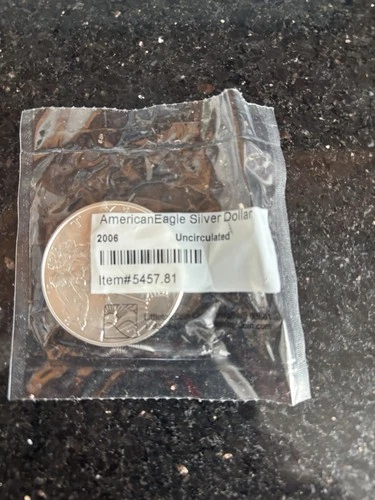 AmericanEagle Silver Dollar
2006 Uncirculated
Item#5457.81